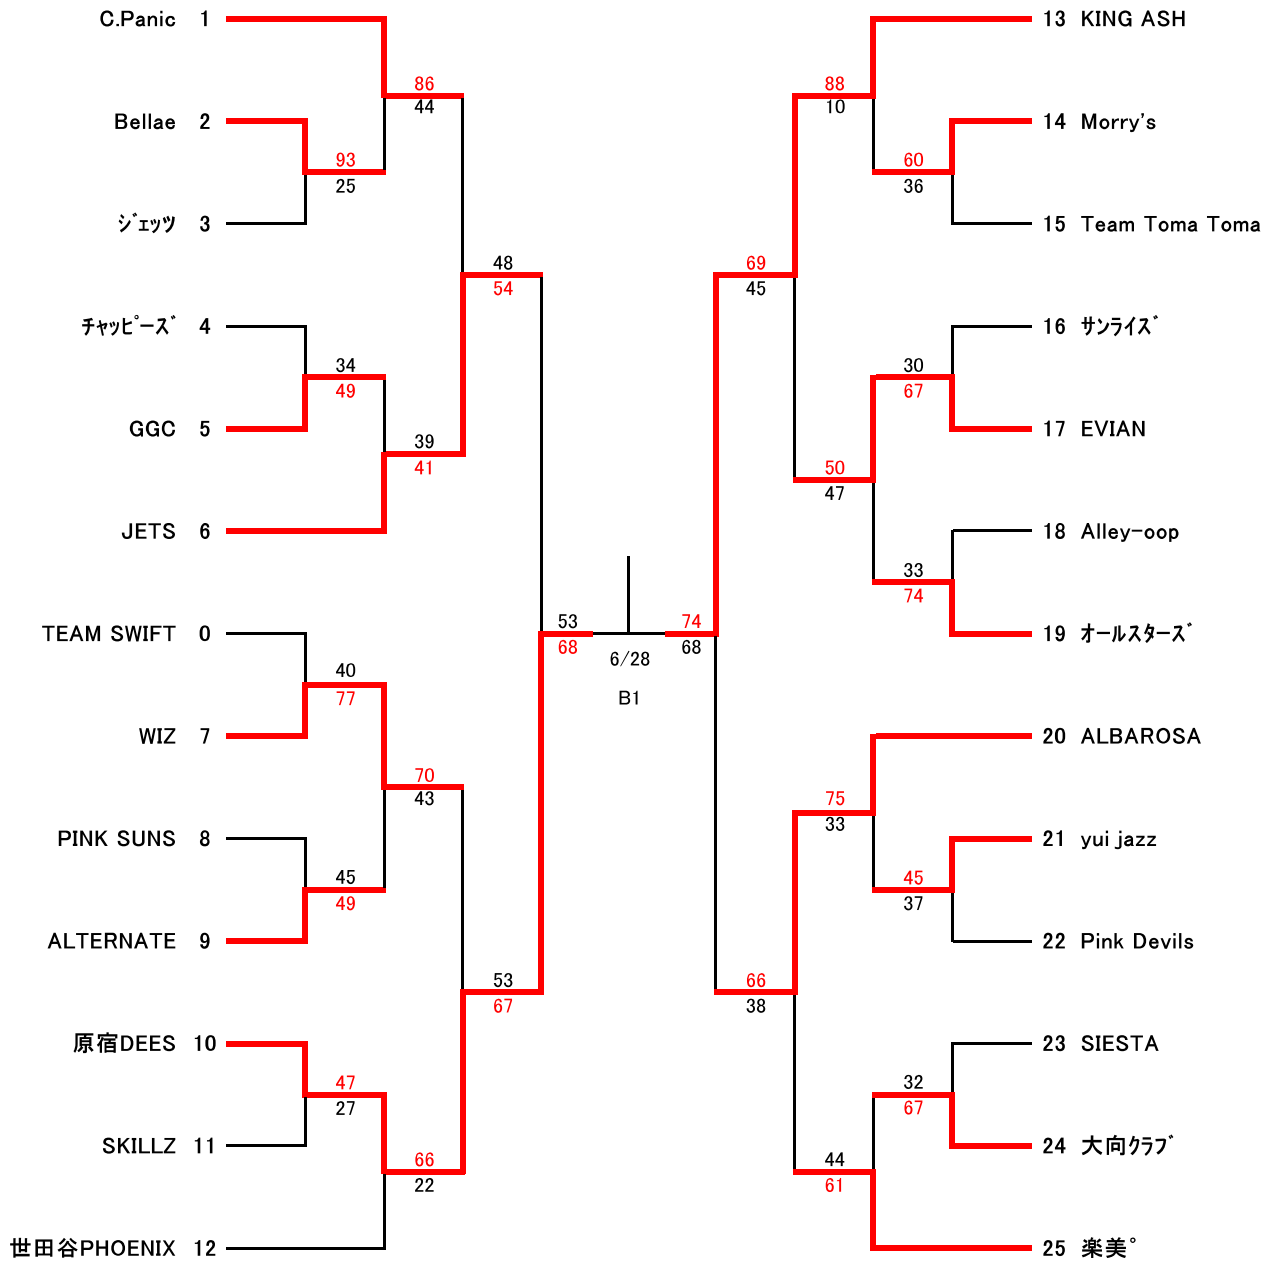 C.Panic 1
86
44
Bellae 2
93
25
ｼﾞｪｯﾂ 3
48
54
ﾁｬｯﾋﾟｰｽﾞ 4
34
49
GGC 5
39
41
JETS 6
TEAM SWIFT 0
40
77
WIZ 7
70
43
PINK SUNS 8
45
49
ALTERNATE 9
53
67
原宿DEES 10
47
27
SKILLZ 11
66
22
世田谷PHOENIX 12
53
68
6/28
B1
74
68
13 KING ASH
88
10
14 Morry's
60
36
15 Team Toma Toma
69
45
16 ｻﾝﾗｲｽﾞ
30
67
17 EVIAN
50
47
18 Alley-oop
33
74
19 ｵｰﾙｽﾀｰｽﾞ
20 ALBAROSA
75
33
21 yui jazz
45
37
22 Pink Devils
66
38
23 SIESTA
32
67
24 大向ｸﾗﾌﾞ
44
61
25 楽美ﾟ